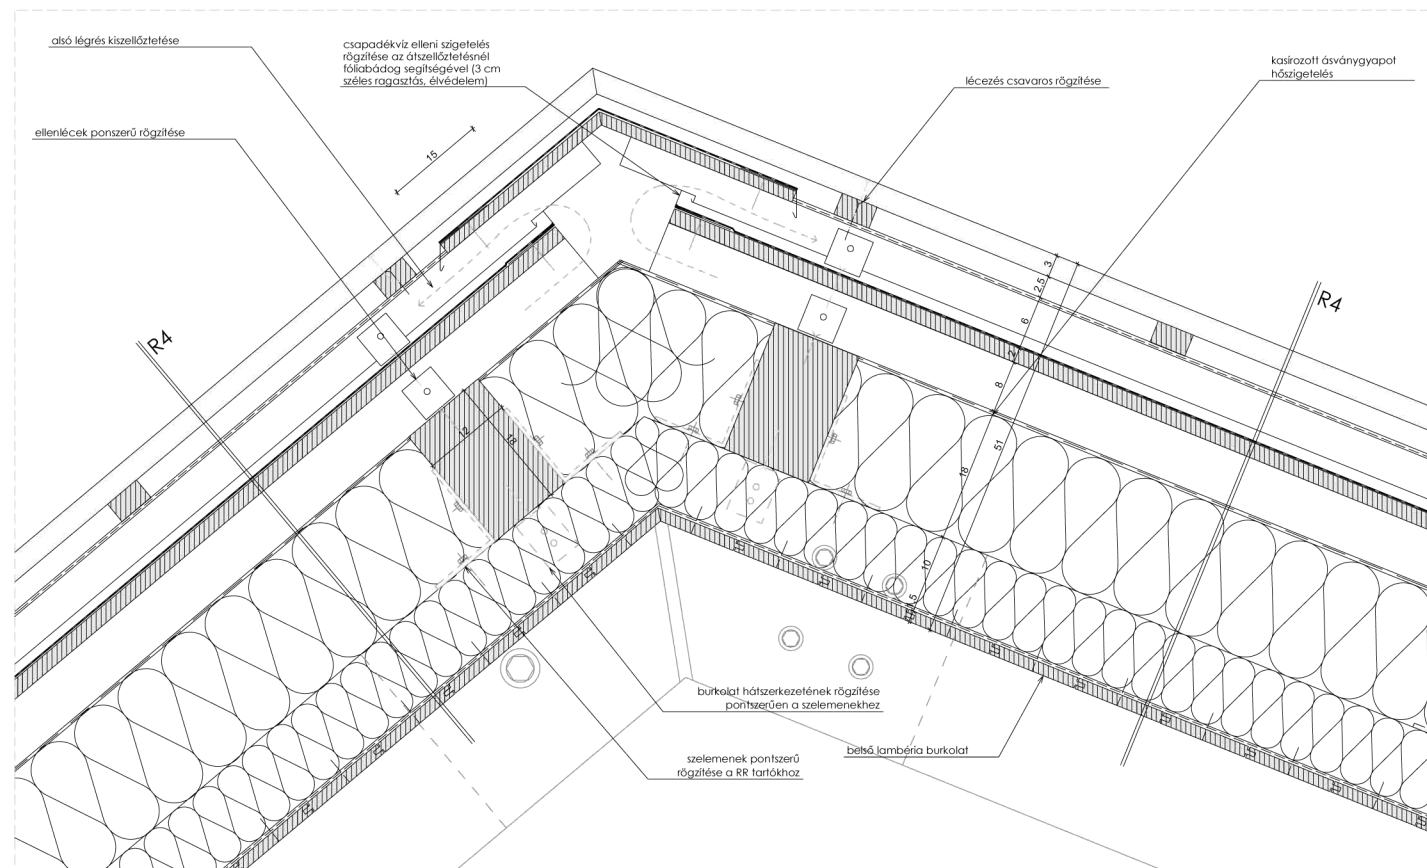 alsó légrés kiszellőztetése
csapadékvíz elleni szigetelés
rögzítése az átszellőztetésnél
fóliabádog segítségével (3 cm
széles ragasztás, élvédelem)
lécezés csavaros rögzítése
kasírozott ásványgyapot
hőszigetelés
ellenlécek ponszerű rögzítése
15
R4
R4
3
2,5
6
2
8
51
18
10
12
18
burkolat hátszerkezetének rögzítése
pontszerűen a szelemenekhez
szelemenek pontszerű
rögzítése a RR tartókhoz
belső lambéria burkolat